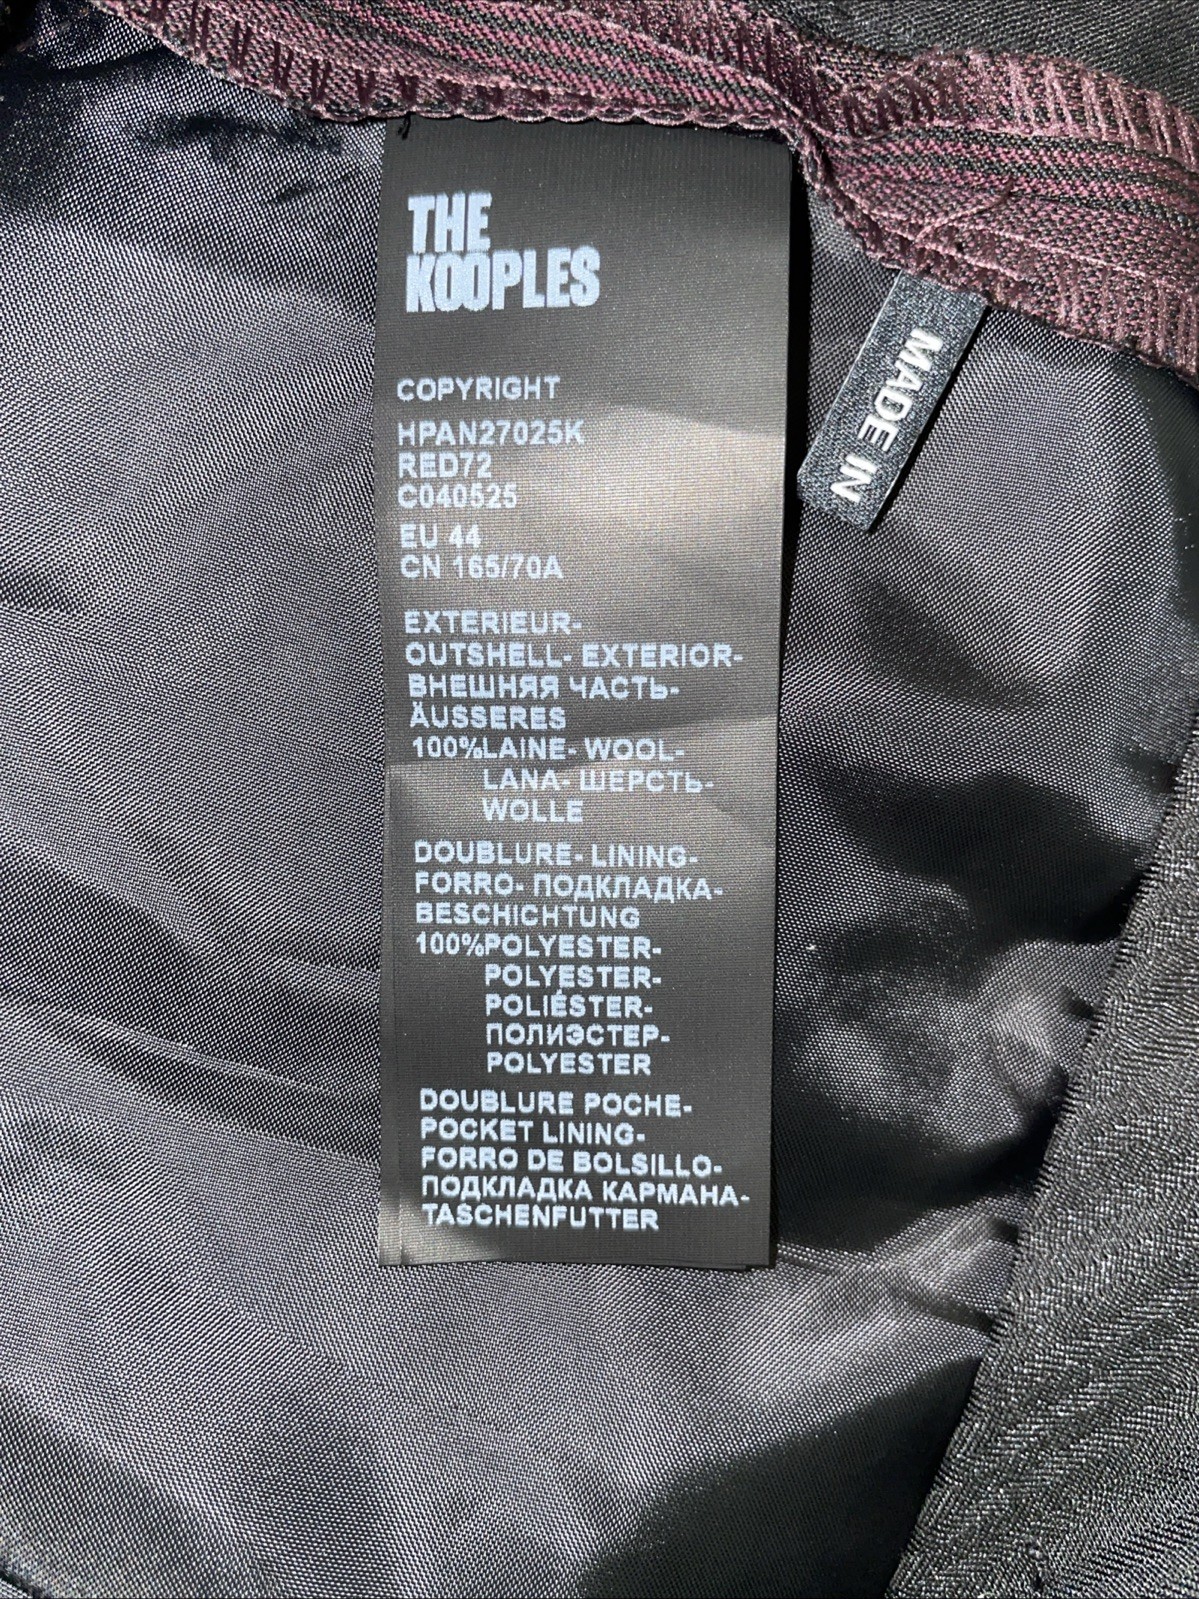 THE
KOOPLES
COPYRIGHT
HPAN27025K
RED72
C040525
EU 44
CN 165/70A
EXTERIEUR-
OUTSHELL- EXTERIOR-
ВНЕШНЯЯ ЧАСТЬ-
ÄUSSERES
100%LAINE- WOOL-
LANA- ШЕРСТЬ-
WOLLE
DOUBLURE- LINING-
FORRO- ПОДКЛАДКА-
BESCHICHTUNG
100%POLYESTER-
POLYESTER-
POLIÉSTER-
ПОЛИЭСТЕР-
POLYESTER
DOUBLURE POCHE-
POCKET LINING-
FORRO DE BOLSILLO-
ПОДКЛАДКА КАРМАНА-
TASCHENFUTTER
MADE IN